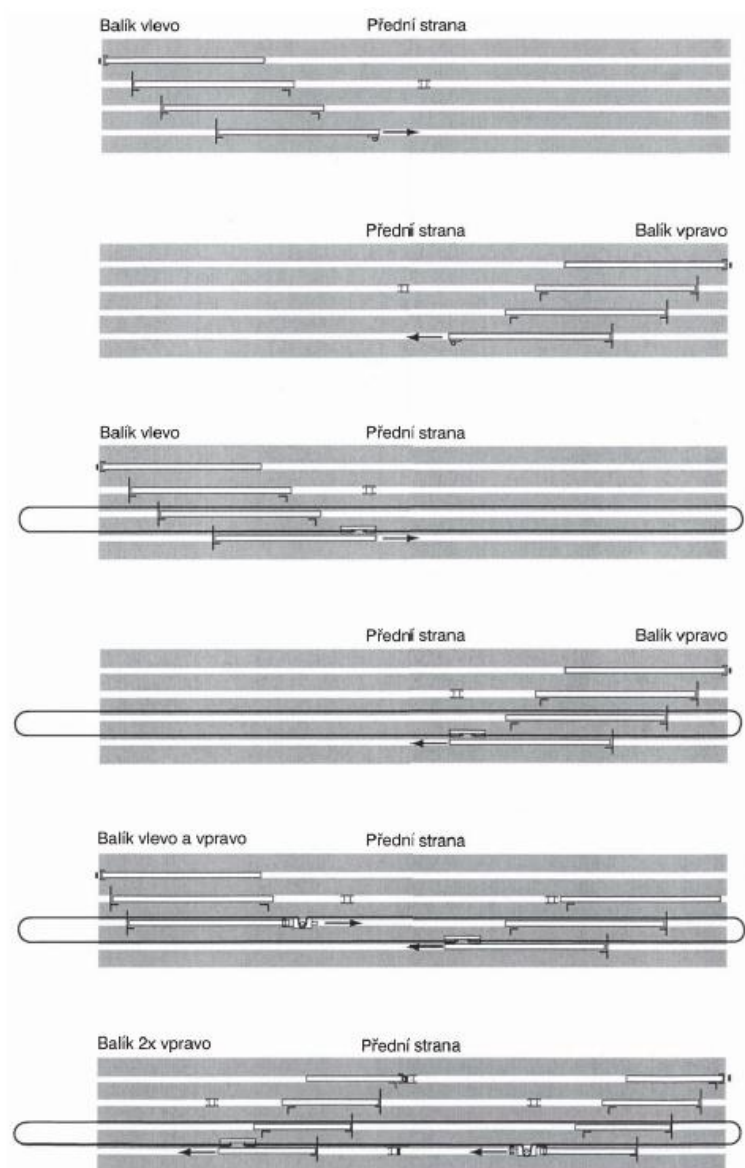 Balík vlevo Přední strana
Přední strana Balík vpravo
Balík vlevo Přední strana
Přední strana Balík vpravo
Balík vlevo a vpravo Přední strana
Balík 2x vpravo Přední strana